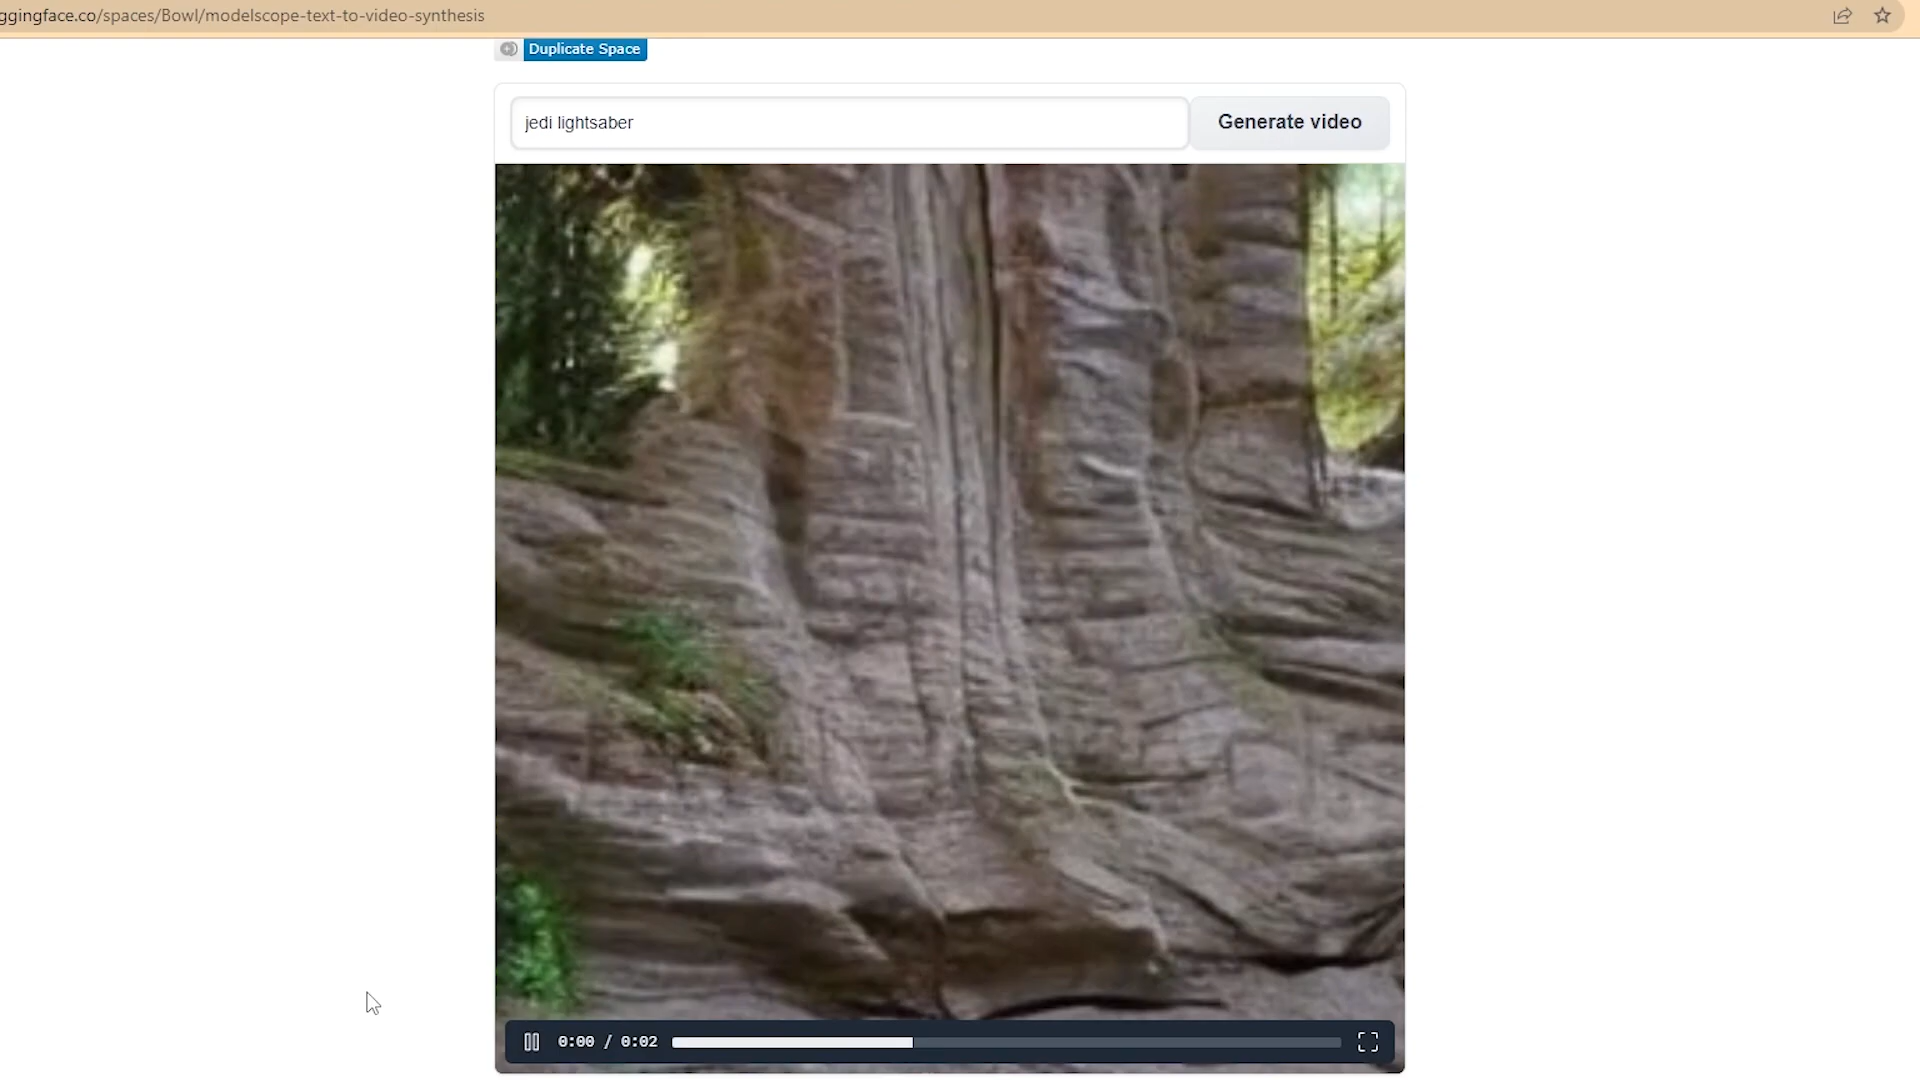 ggingface.co/spaces/Bowl/modelscope-text-to-video-synthesis
Duplicate Space
jedi lightsaber
Generate video
0:00 / 0:02